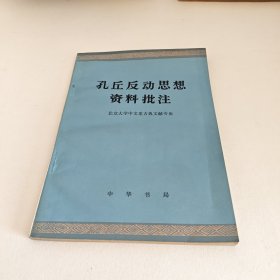 孔丘反动思想
资料批注
北京大学中文系古典文献专业
中华书局